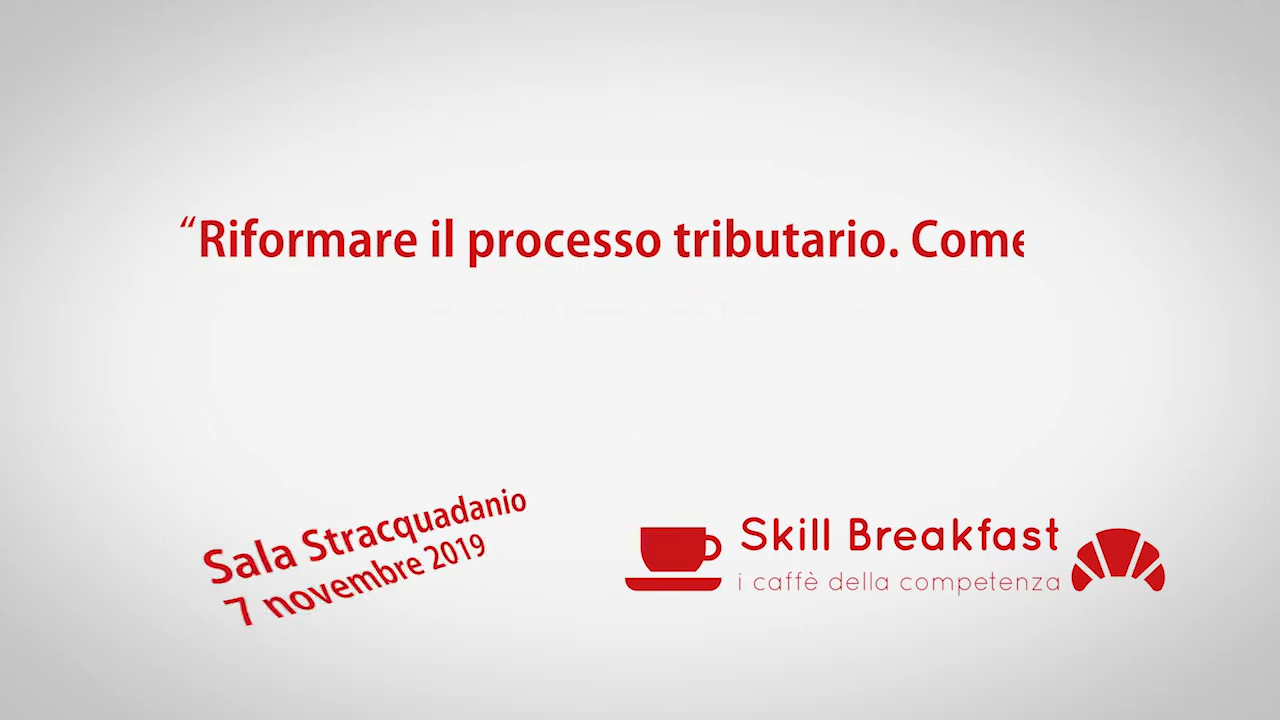 “Riformare il processo tributario. Come
Sala Stracquadanio
7 novembre 2019
Skill Breakfast
i caffè della competenza